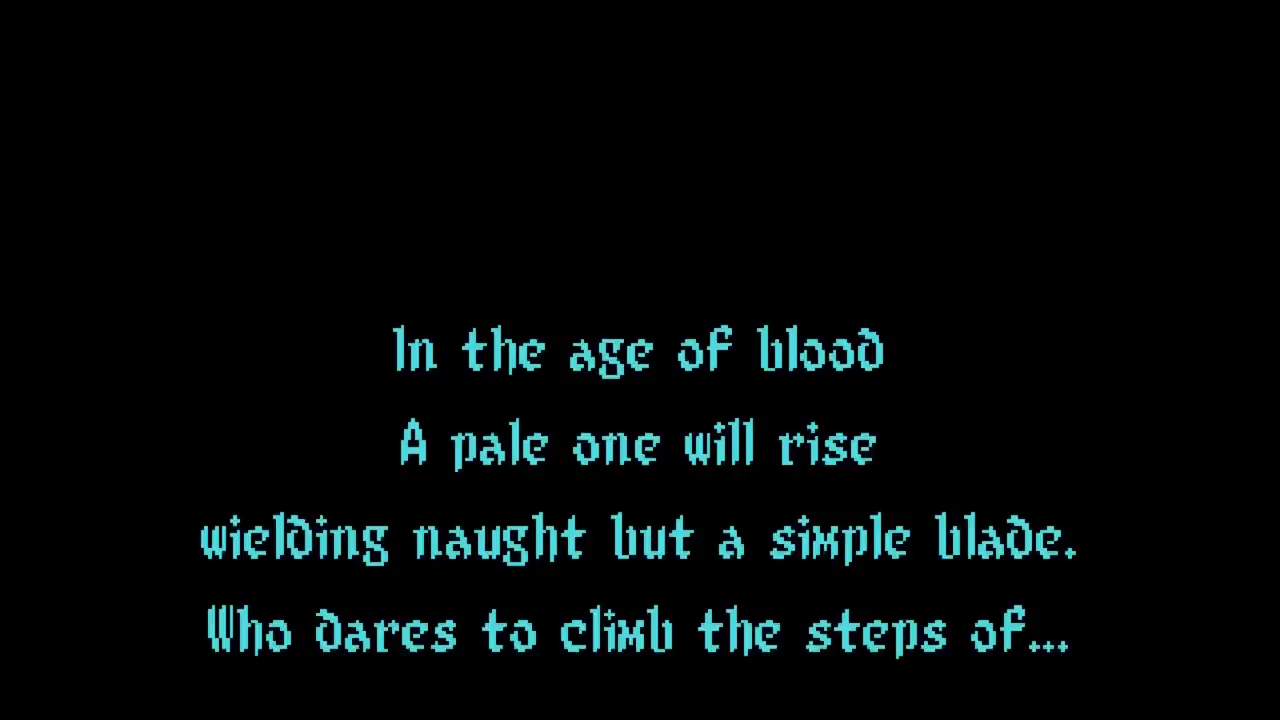 In the age of blood
A pale one will rise
wielding naught but a simple blade.
Who dares to climb the steps of...